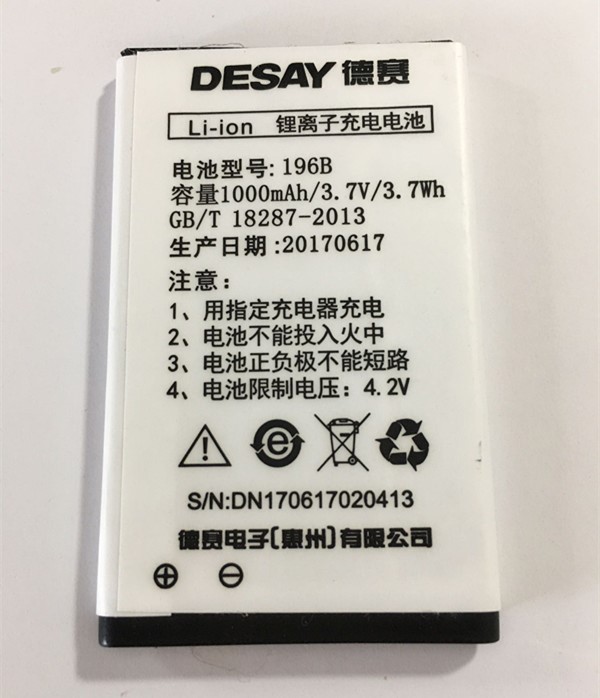 DESAY 德赛
Li-ion 锂离子充电电池
电池型号: 196B
容量1000mAh/3.7V/3.7Wh
GB/T 18287-2013
生产日期:20170617
注意：
1、用指定充电器充电
2、电池不能投入火中
3、电池正负极不能短路
4、电池限制电压：4.2V
S/N:DN170617020413
德赛电子[惠州]有限公司